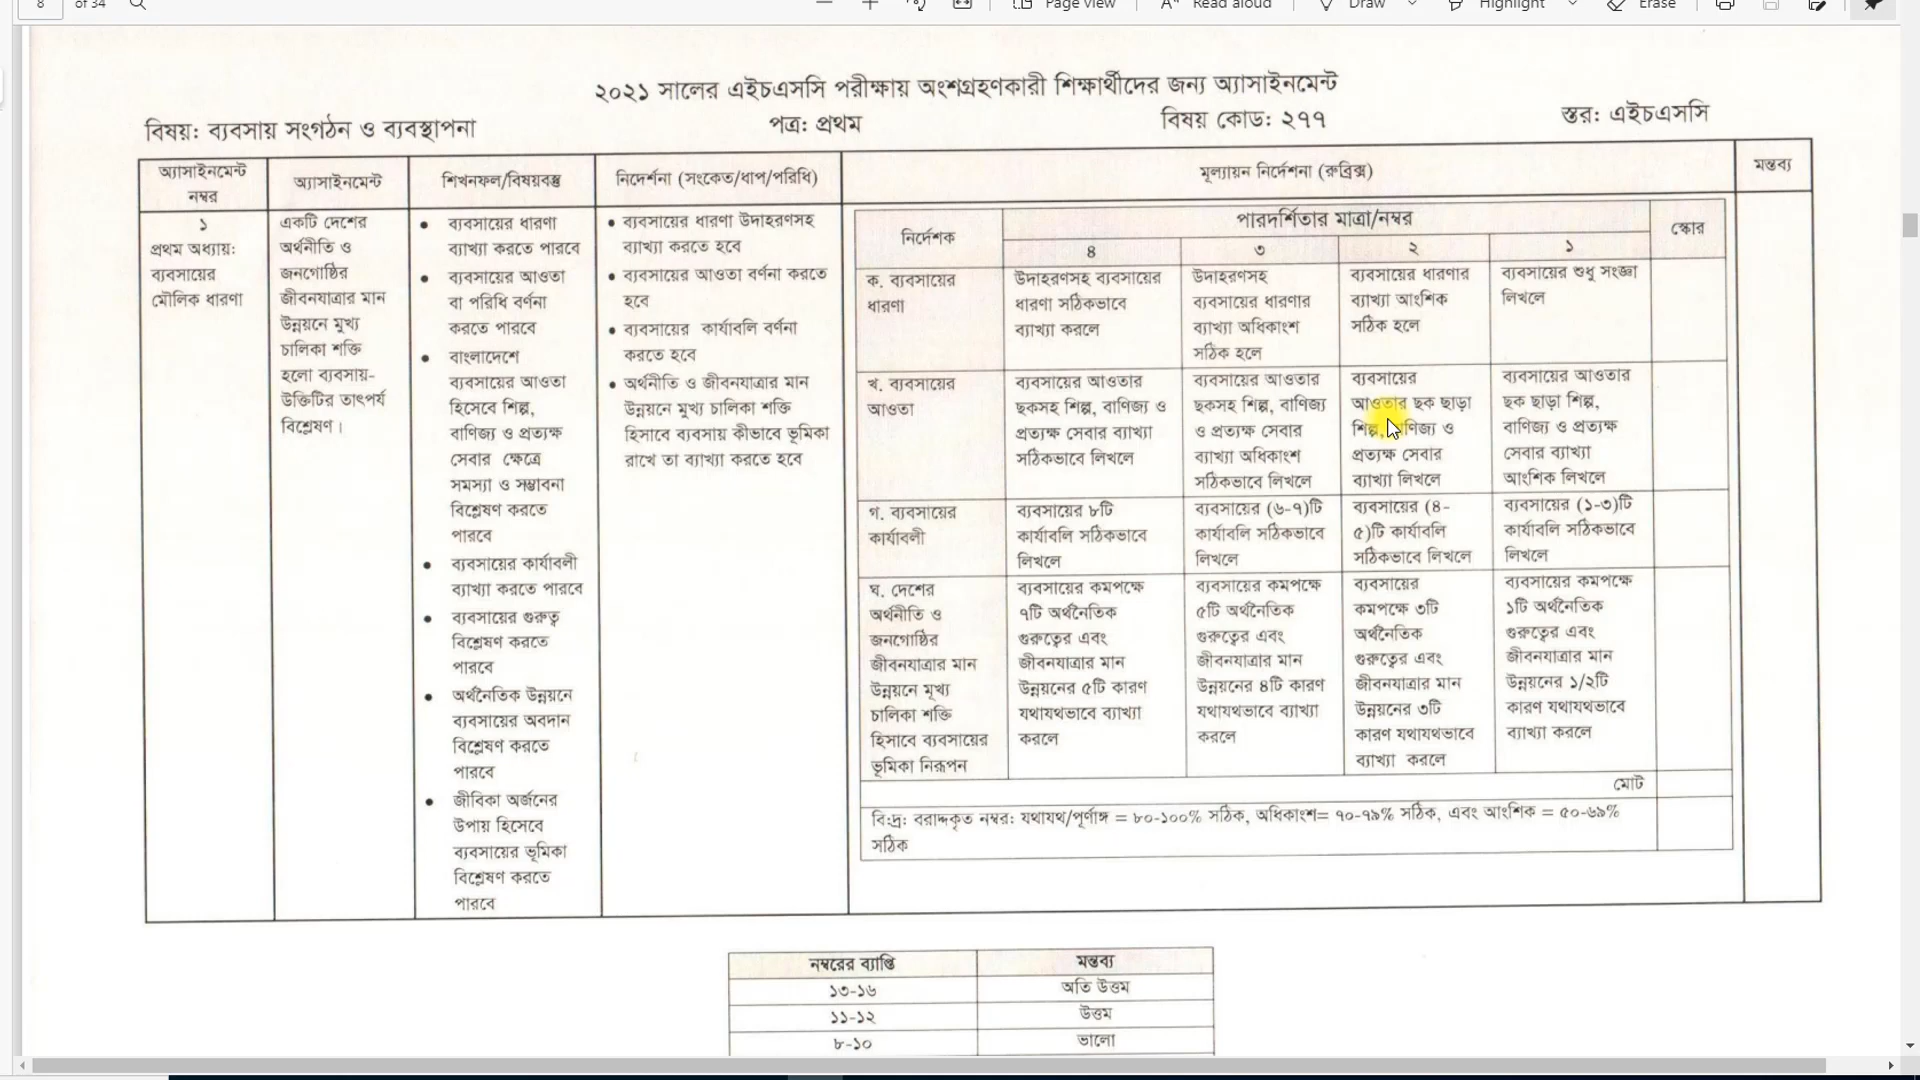 8 of 34 Page view Read aloud Draw Highlight Erase
২০২১ সালের এইচএসসি পরীক্ষায় অংশগ্রহণকারী শিক্ষার্থীদের জন্য অ্যাসাইনমেন্ট
বিষয়: ব্যবসায় সংগঠন ও ব্যবস্থাপনা পত্র: প্রথম বিষয় কোড: ২৭৭ স্তর: এইচএসসি
অ্যাসাইনমেন্ট
নম্বর
অ্যাসাইনমেন্ট
শিখনফল/বিষয়বস্তু
নির্দেশনা (সংকেত/ধাপ/পরিধি)
মূল্যায়ন নির্দেশনা (রুব্রিক্স)
মন্তব্য
১
প্রথম অধ্যায়:
ব্যবসায়ের
মৌলিক ধারণা
একটি দেশের
অর্থনীতি ও
জনগোষ্ঠির
জীবনযাত্রার মান
উন্নয়নে মুখ্য
চালিকা শক্তি
হলো ব্যবসায়-
উক্তিটির তাৎপর্য
বিশ্লেষণ।
• ব্যবসায়ের ধারণা
ব্যাখ্যা করতে পারবে
• ব্যবসায়ের আওতা
বা পরিধি বর্ণনা
করতে পারবে
• বাংলাদেশে
ব্যবসায়ের আওতা
হিসেবে শিল্প,
বাণিজ্য ও প্রত্যক্ষ
সেবার ক্ষেত্রে
সমস্যা ও সম্ভাবনা
বিশ্লেষণ করতে
পারবে
• ব্যবসায়ের কার্যাবলী
ব্যাখ্যা করতে পারবে
• ব্যবসায়ের গুরুত্ব
বিশ্লেষণ করতে
পারবে
• অর্থনৈতিক উন্নয়নে
ব্যবসায়ের অবদান
বিশ্লেষণ করতে
পারবে
• জীবিকা অর্জনের
উপায় হিসেবে
ব্যবসায়ের ভূমিকা
বিশ্লেষণ করতে
পারবে
• ব্যবসায়ের ধারণা উদাহরণসহ
ব্যাখ্যা করতে হবে
• ব্যবসায়ের আওতা বর্ণনা করতে
হবে
• ব্যবসায়ের কার্যাবলি বর্ণনা
করতে হবে
• অর্থনীতি ও জীবনযাত্রার মান
উন্নয়নে মুখ্য চালিকা শক্তি
হিসাবে ব্যবসায় কীভাবে ভূমিকা
রাখে তা ব্যাখ্যা করতে হবে
নির্দেশক
পারদর্শিতার মাত্রা/নম্বর
স্কোর
৪ ৩ ২ ১
ক. ব্যবসায়ের
ধারণা
উদাহরণসহ ব্যবসায়ের
ধারণা সঠিকভাবে
ব্যাখ্যা করলে
উদাহরণসহ
ব্যবসায়ের ধারণার
ব্যাখ্যা অধিকাংশ
সঠিক হলে
ব্যবসায়ের ধারণার
ব্যাখ্যা আংশিক
সঠিক হলে
ব্যবসায়ের শুধু সংজ্ঞা
লিখলে
খ. ব্যবসায়ের
আওতা
ব্যবসায়ের আওতার
ছকসহ শিল্প, বাণিজ্য ও
প্রত্যক্ষ সেবার ব্যাখ্যা
সঠিকভাবে লিখলে
ব্যবসায়ের আওতার
ছকসহ শিল্প, বাণিজ্য
ও প্রত্যক্ষ সেবার
ব্যাখ্যা অধিকাংশ
সঠিকভাবে লিখলে
ব্যবসায়ের
আওতার ছক ছাড়া
শিল্প, বাণিজ্য ও
প্রত্যক্ষ সেবার
ব্যাখ্যা লিখলে
ব্যবসায়ের আওতার
ছক ছাড়া শিল্প,
বাণিজ্য ও প্রত্যক্ষ
সেবার ব্যাখ্যা
আংশিক লিখলে
গ. ব্যবসায়ের
কার্যাবলী
ব্যবসায়ের ৮টি
কার্যাবলি সঠিকভাবে
লিখলে
ব্যবসায়ের (৬-৭)টি
কার্যাবলি সঠিকভাবে
লিখলে
ব্যবসায়ের (৪-
৫)টি কার্যাবলি
সঠিকভাবে লিখলে
ব্যবসায়ের (১-৩)টি
কার্যাবলি সঠিকভাবে
লিখলে
ঘ. দেশের
অর্থনীতি ও
জনগোষ্ঠির
জীবনযাত্রার মান
উন্নয়নে মূখ্য
চালিকা শক্তি
হিসাবে ব্যবসায়ের
ভূমিকা নিরূপন
ব্যবসায়ের কমপক্ষে
৭টি অর্থনৈতিক
গুরুত্বের এবং
জীবনযাত্রার মান
উন্নয়নের ৫টি কারণ
যথাযথভাবে ব্যাখ্যা
করলে
ব্যবসায়ের কমপক্ষে
৫টি অর্থনৈতিক
গুরুত্বের এবং
জীবনযাত্রার মান
উন্নয়নের ৪টি কারণ
যথাযথভাবে ব্যাখ্যা
করলে
ব্যবসায়ের
কমপক্ষে ৩টি
অর্থনৈতিক
গুরুত্বের এবং
জীবনযাত্রার মান
উন্নয়নের ৩টি
কারণ যথাযথভাবে
ব্যাখ্যা করলে
ব্যবসায়ের কমপক্ষে
১টি অর্থনৈতিক
গুরুত্বের এবং
জীবনযাত্রার মান
উন্নয়নের ১/২টি
কারণ যথাযথভাবে
ব্যাখ্যা করলে
মোট
বি:দ্র: বরাদ্দকৃত নম্বর: যথাযথ/পূর্ণাঙ্গ = ৮০-১০০% সঠিক, অধিকাংশ= ৭০-৭৯% সঠিক, এবং আংশিক = ৫০-৬৯%
সঠিক
নম্বরের ব্যাপ্তি মন্তব্য
১৩-১৬ অতি উত্তম
১১-১২ উত্তম
৮-১০ ভালো